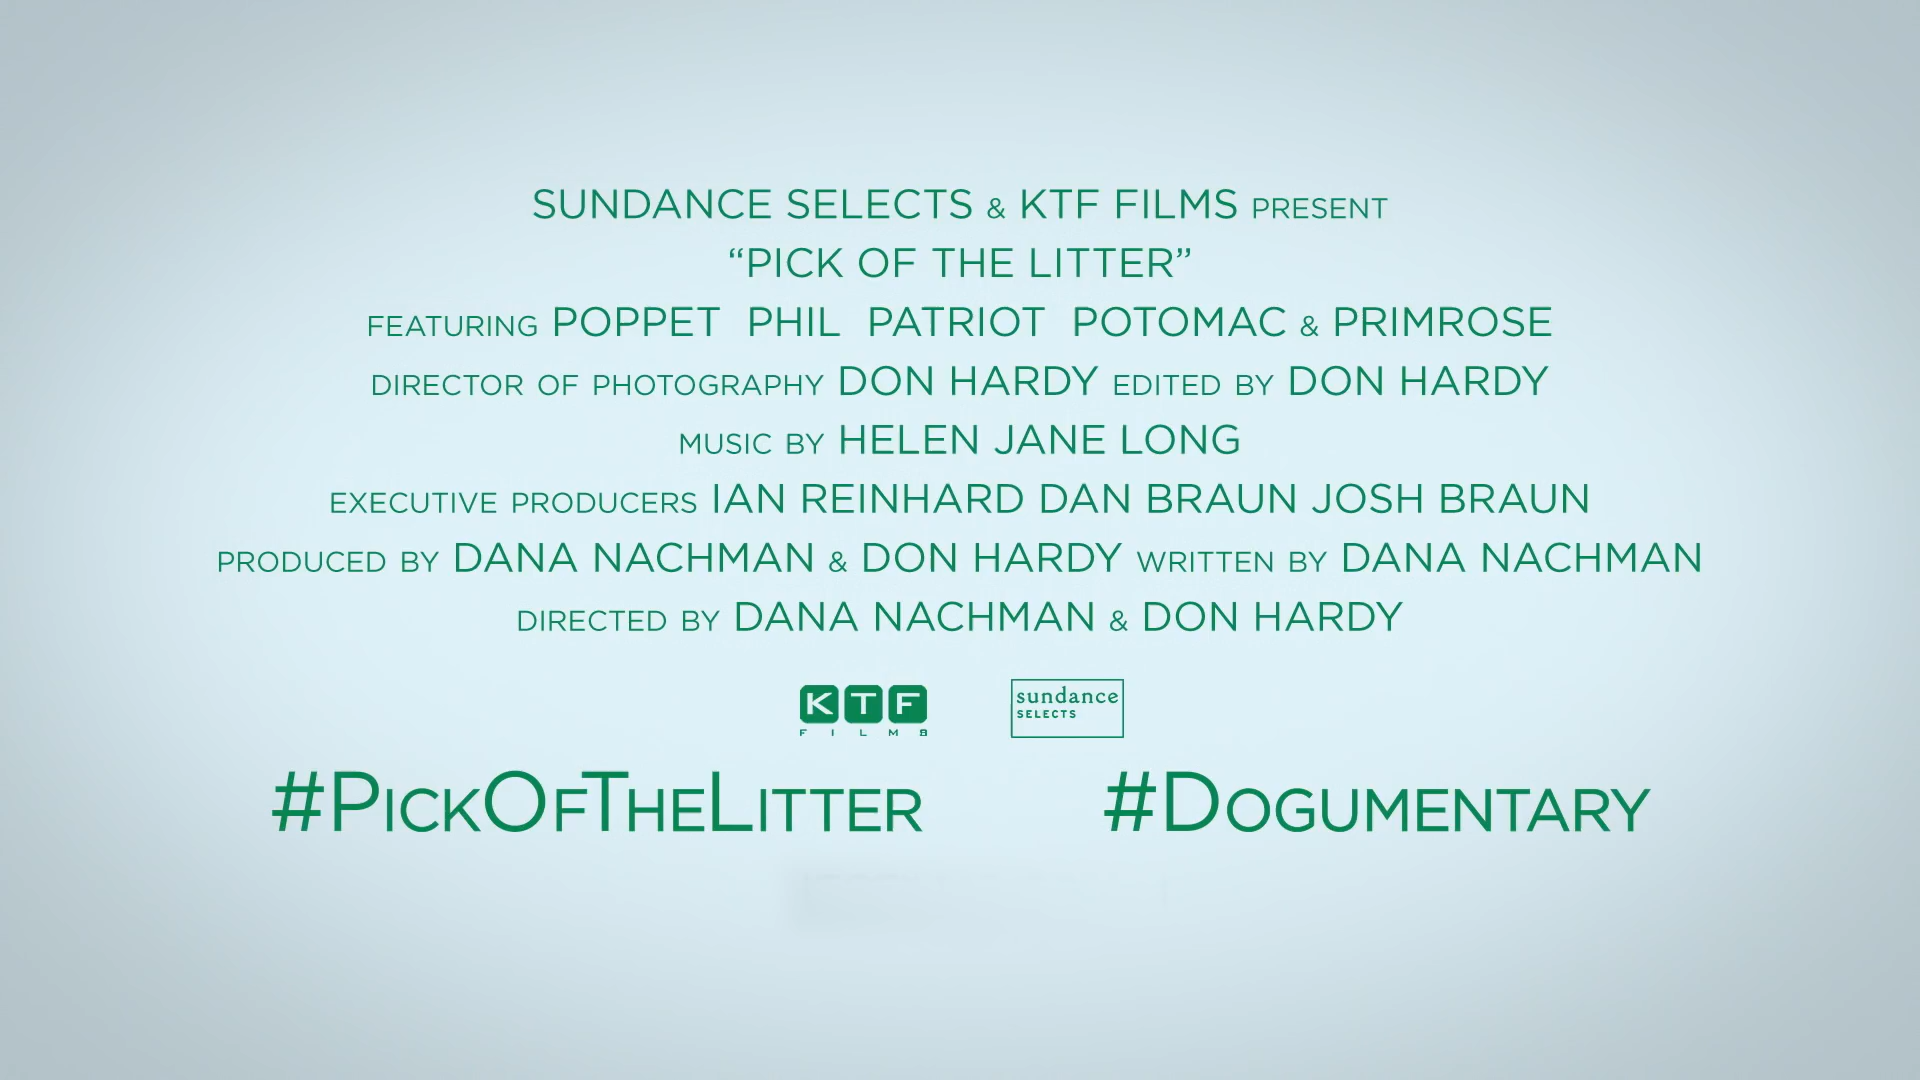 SUNDANCE SELECTS & KTF FILMS PRESENT
“PICK OF THE LITTER”
FEATURING POPPET PHIL PATRIOT POTOMAC & PRIMROSE
DIRECTOR OF PHOTOGRAPHY DON HARDY EDITED BY DON HARDY
MUSIC BY HELEN JANE LONG
EXECUTIVE PRODUCERS IAN REINHARD DAN BRAUN JOSH BRAUN
PRODUCED BY DANA NACHMAN & DON HARDY WRITTEN BY DANA NACHMAN
DIRECTED BY DANA NACHMAN & DON HARDY
KTF
FILMS
sundance
SELECTS
#PICKOFTHELITTER #DOGUMENTARY